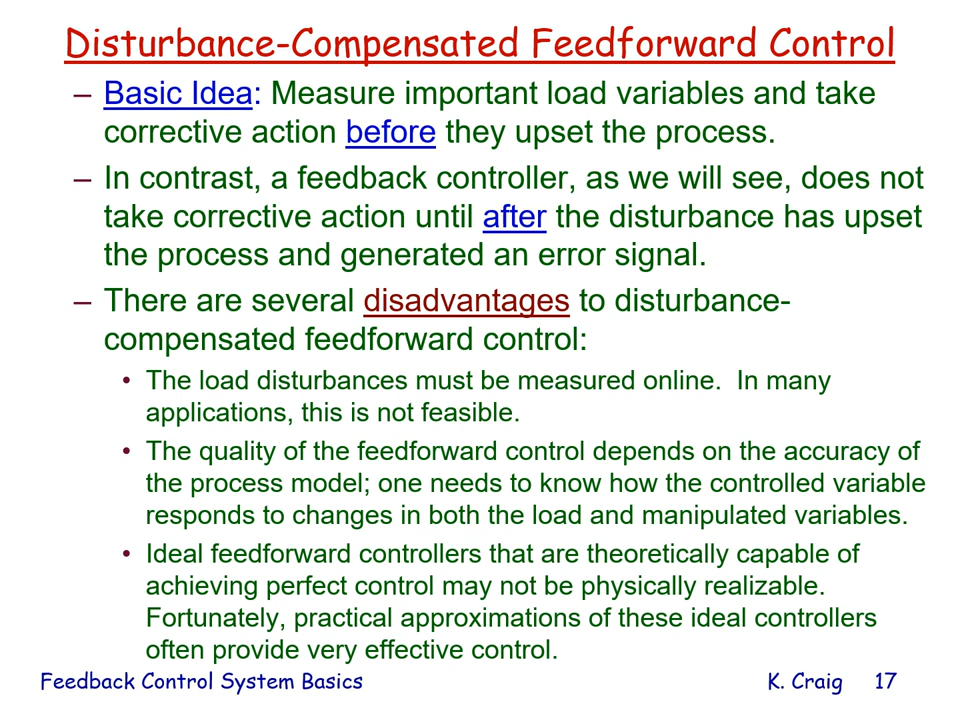 Disturbance-Compensated Feedforward Control
– Basic Idea: Measure important load variables and take
corrective action before they upset the process.
– In contrast, a feedback controller, as we will see, does not
take corrective action until after the disturbance has upset
the process and generated an error signal.
– There are several disadvantages to disturbance-
compensated feedforward control:
• The load disturbances must be measured online.  In many
applications, this is not feasible.
• The quality of the feedforward control depends on the accuracy of
the process model; one needs to know how the controlled variable
responds to changes in both the load and manipulated variables.
• Ideal feedforward controllers that are theoretically capable of
achieving perfect control may not be physically realizable.
Fortunately, practical approximations of these ideal controllers
often provide very effective control.
Feedback Control System Basics K. Craig 17